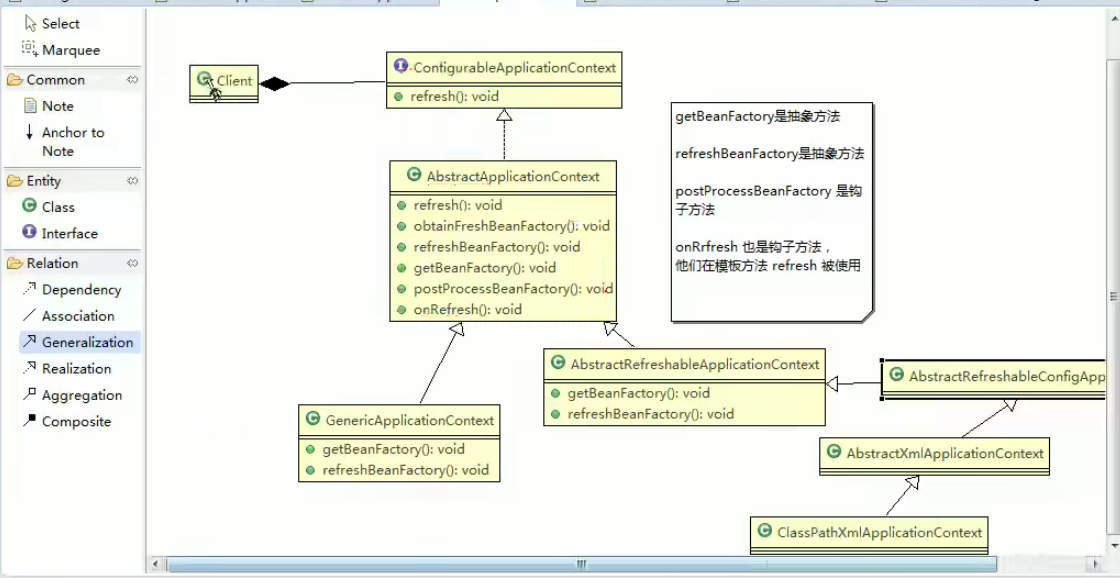 Select
Marquee
Common
Note
Anchor to
Note
Entity
Class
Interface
Relation
Dependency
Association
Generalization
Realization
Aggregation
Composite
Client
ConfigurableApplicationContext
refresh(): void
AbstractApplicationContext
refresh(): void
obtainFreshBeanFactory(): void
refreshBeanFactory(): void
getBeanFactory(): void
postProcessBeanFactory(): void
onRefresh(): void
getBeanFactory是抽象方法
refreshBeanFactory是抽象方法
postProcessBeanFactory 是钩
子方法
onRrfresh 也是钩子方法，
他们在模板方法 refresh 被使用
GenericApplicationContext
getBeanFactory(): void
refreshBeanFactory(): void
AbstractRefreshableApplicationContext
getBeanFactory(): void
refreshBeanFactory(): void
AbstractRefreshableConfigApp
AbstractXmlApplicationContext
ClassPathXmlApplicationContext